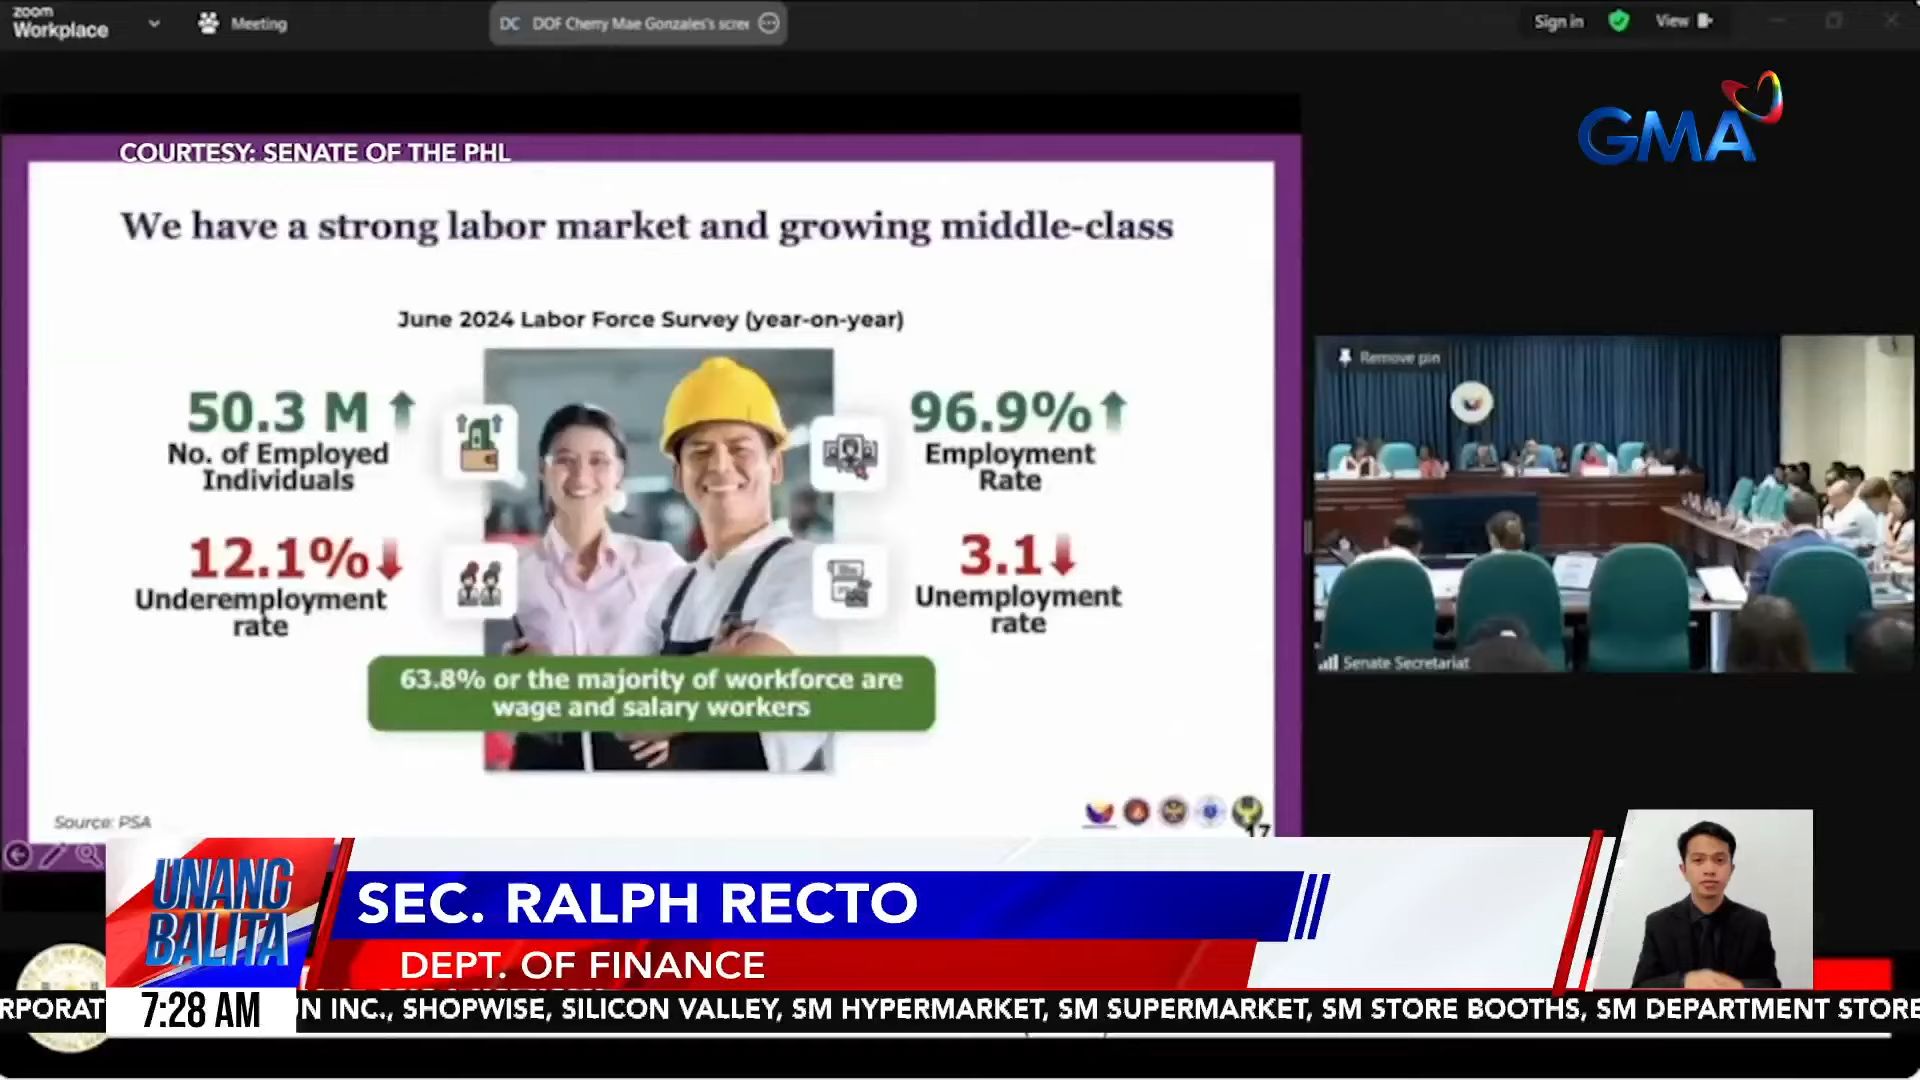 zoom
Workplace
Meeting
DC DOF Cherry Mae Gonzales's scree
Sign in
View
GMA
COURTESY: SENATE OF THE PHL
We have a strong labor market and growing middle-class
June 2024 Labor Force Survey (year-on-year)
50.3 M
No. of Employed
Individuals
96.9%
Employment
Rate
12.1%
Underemployment
rate
3.1
Unemployment
rate
63.8% or the majority of workforce are
wage and salary workers
Source: PSA
17
Remove pin
Senate Secretariat
UNANG
BALITA
SEC. RALPH RECTO
DEPT. OF FINANCE
7:28 AM
RPORAT
N INC., SHOPWISE, SILICON VALLEY, SM HYPERMARKET, SM SUPERMARKET, SM STORE BOOTHS, SM DEPARTMENT STORE